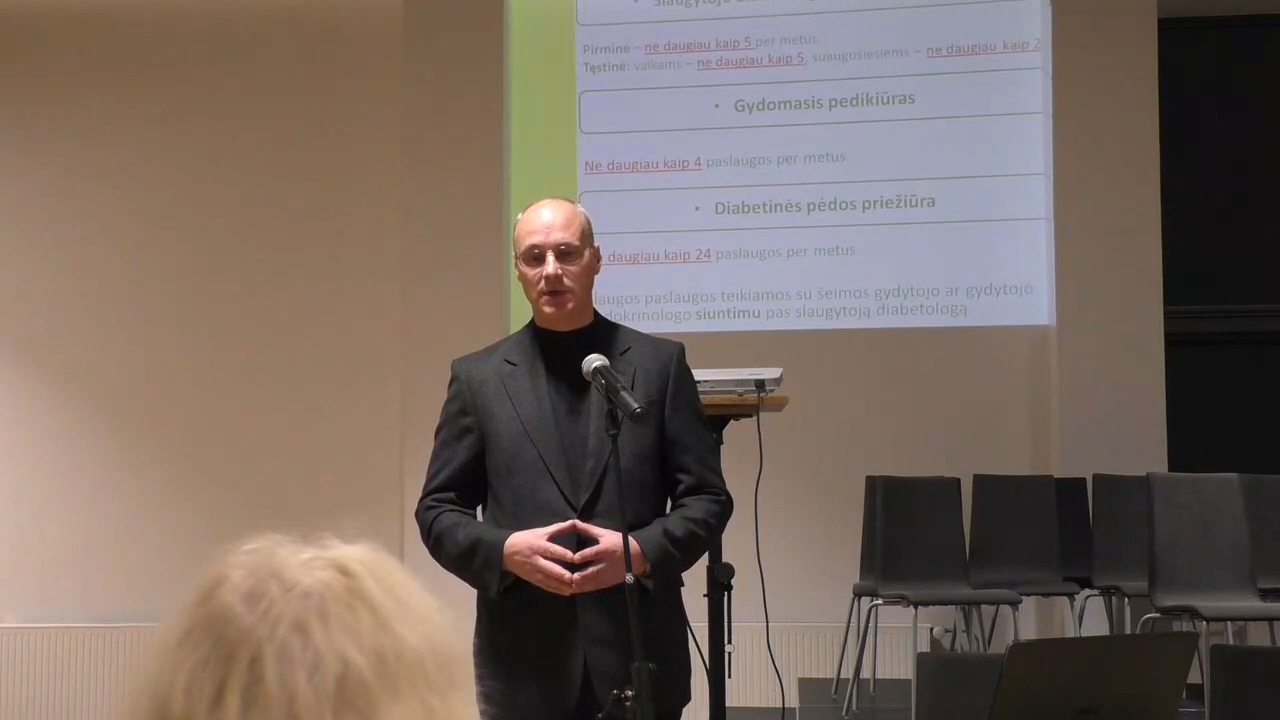 • Slaugytojo
Pirminė – ne daugiau kaip 5 per metus
Tęstinė: vaikams – ne daugiau kaip 5, suaugusiesiems – ne daugiau kaip 2
• Gydomasis pedikiūras
Ne daugiau kaip 4 paslaugos per metus
• Diabetinės pėdos priežiūra
daugiau kaip 24 paslaugos per metus
laugos paslaugos teikiamos su šeimos gydytojo ar gydytojo
dokrinologo siuntimu pas slaugytoją diabetologą